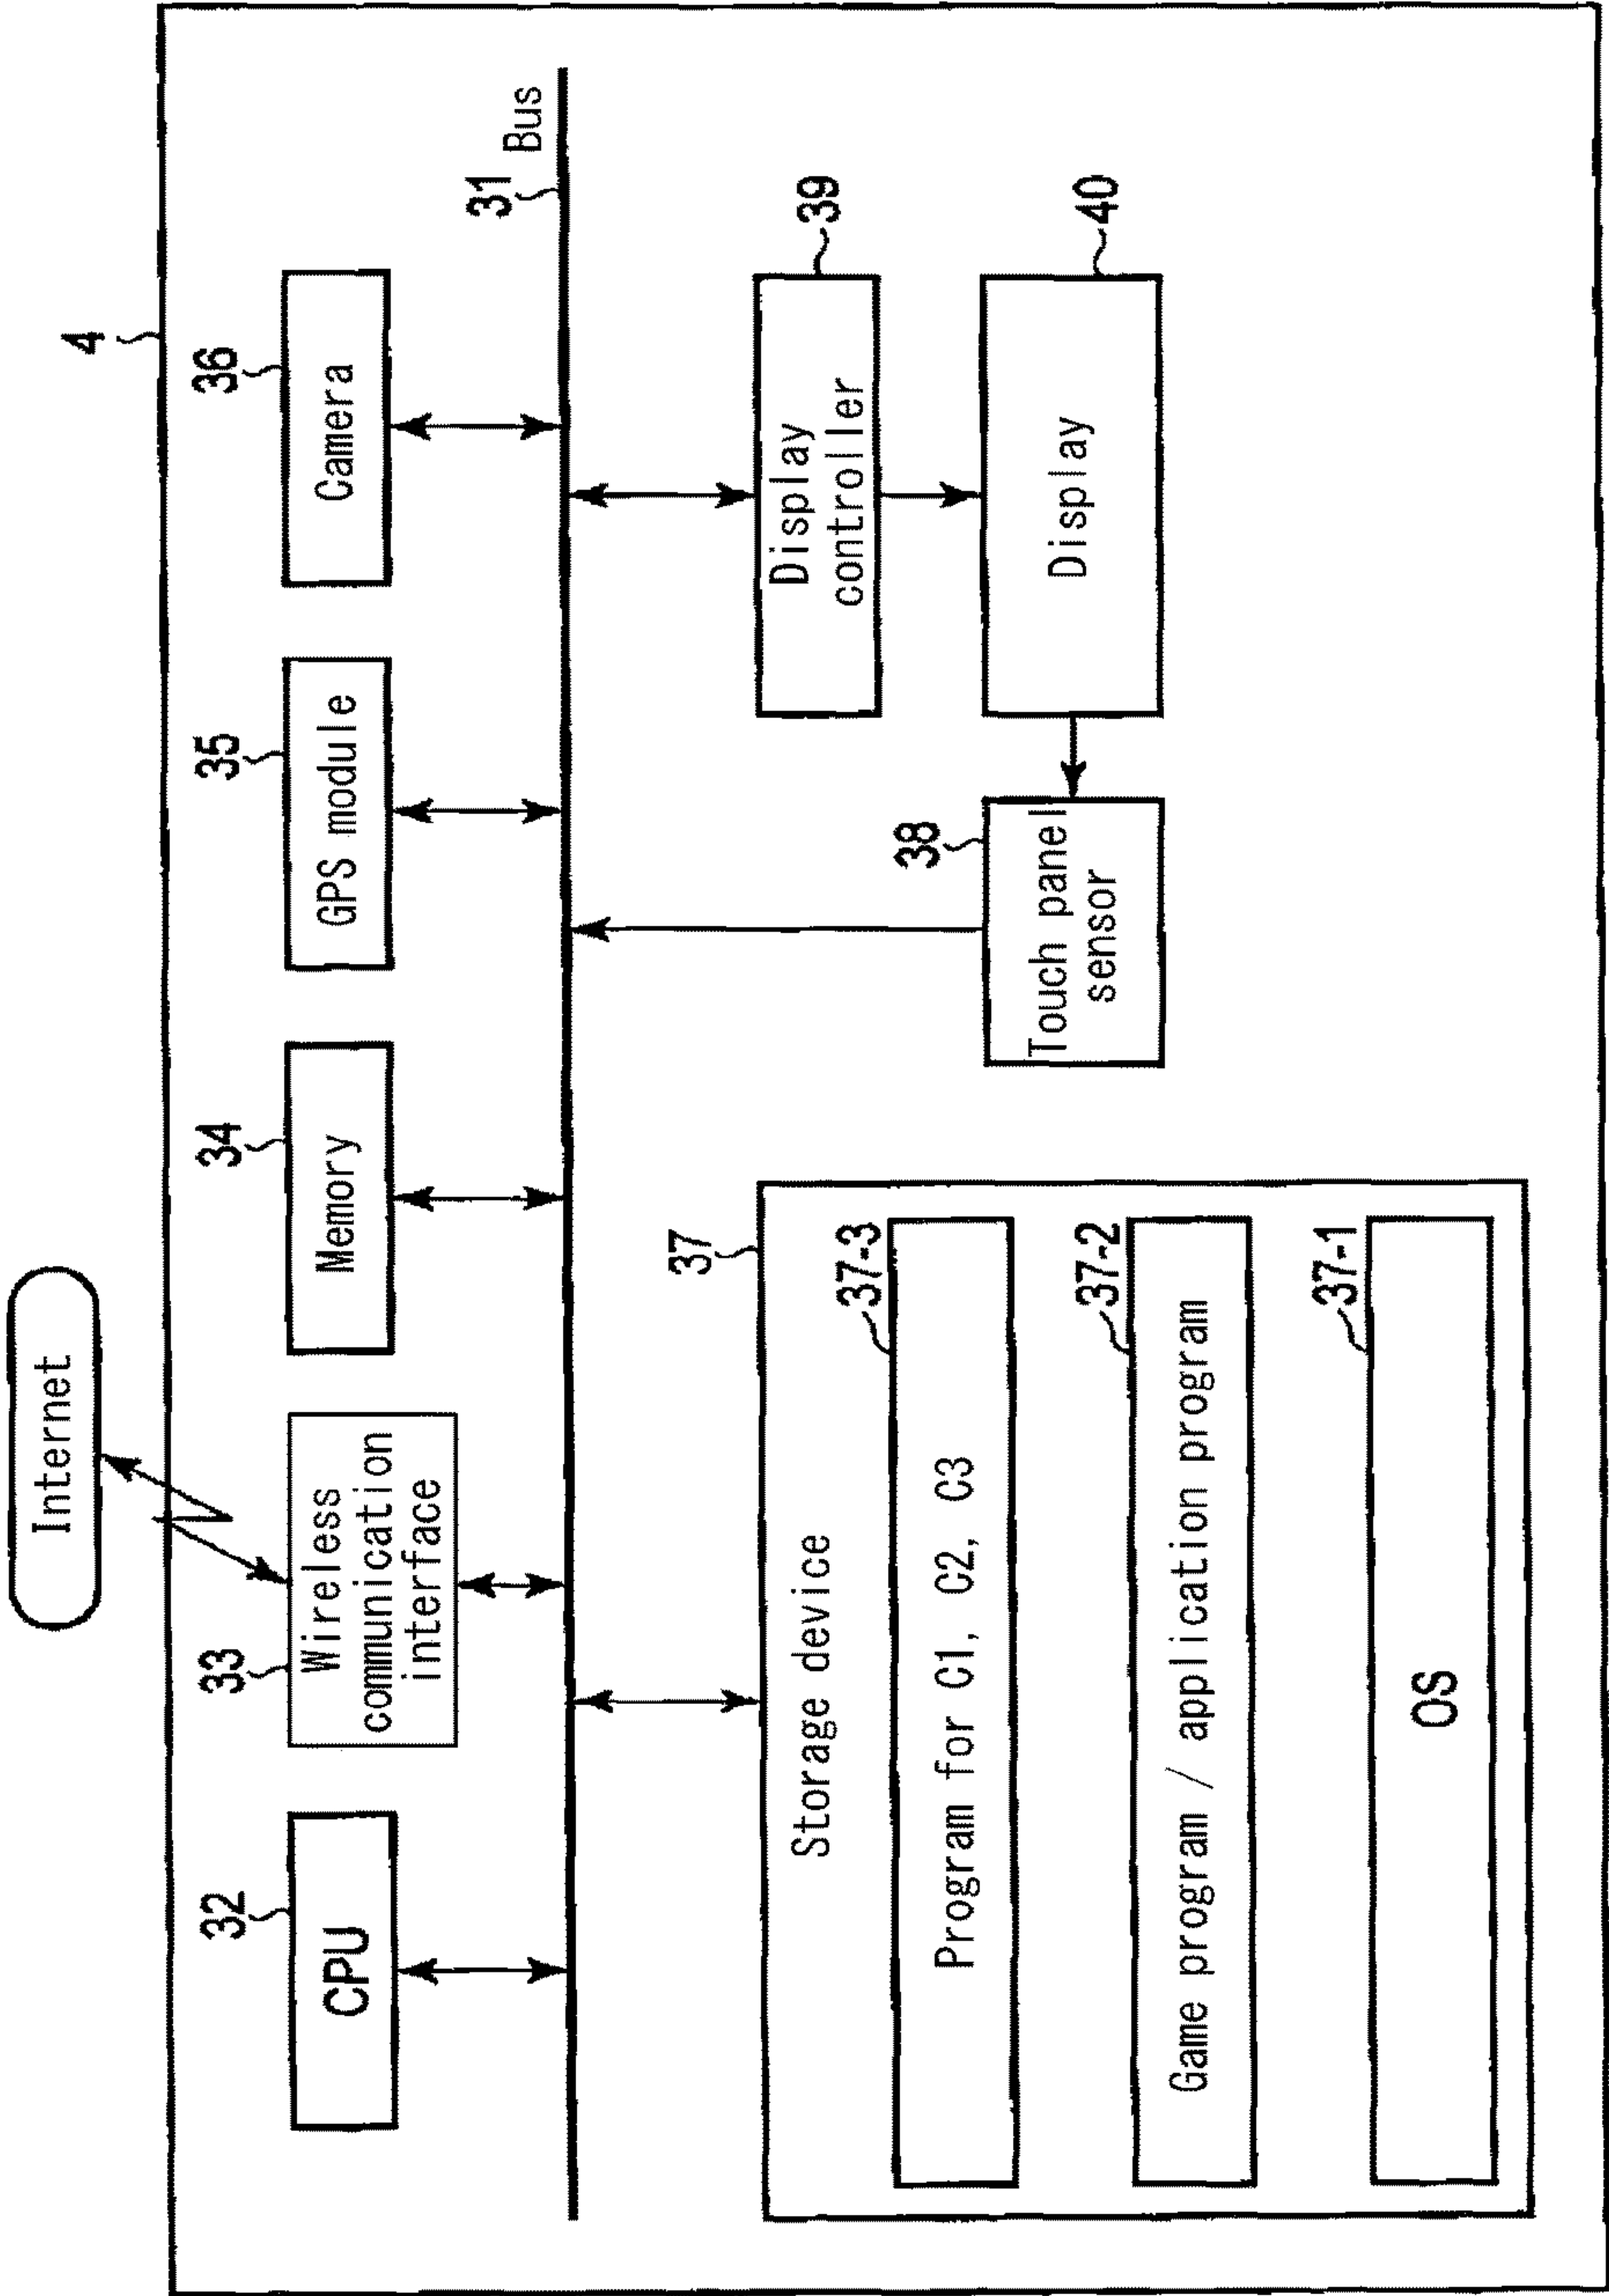 Internet
4
32
CPU
33
Wireless
communication
interface
34
Memory
35
GPS module
36
Camera
31
Bus
37
Storage device
37-3
Program for C1, C2, C3
37-2
Game program / application program
37-1
OS
38
Touch panel
sensor
39
Display
controller
40
Display